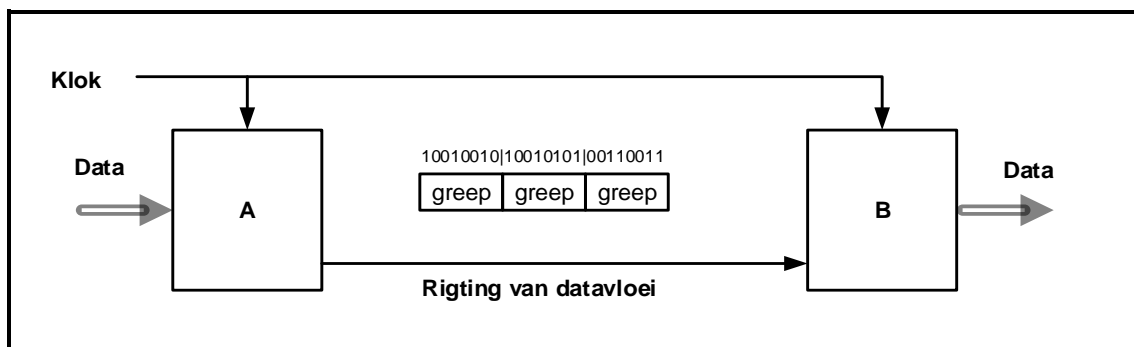 Klok
10010010|10010101|00110011
Data
Data
greep greep greep
A
B
Rigting van datavloei